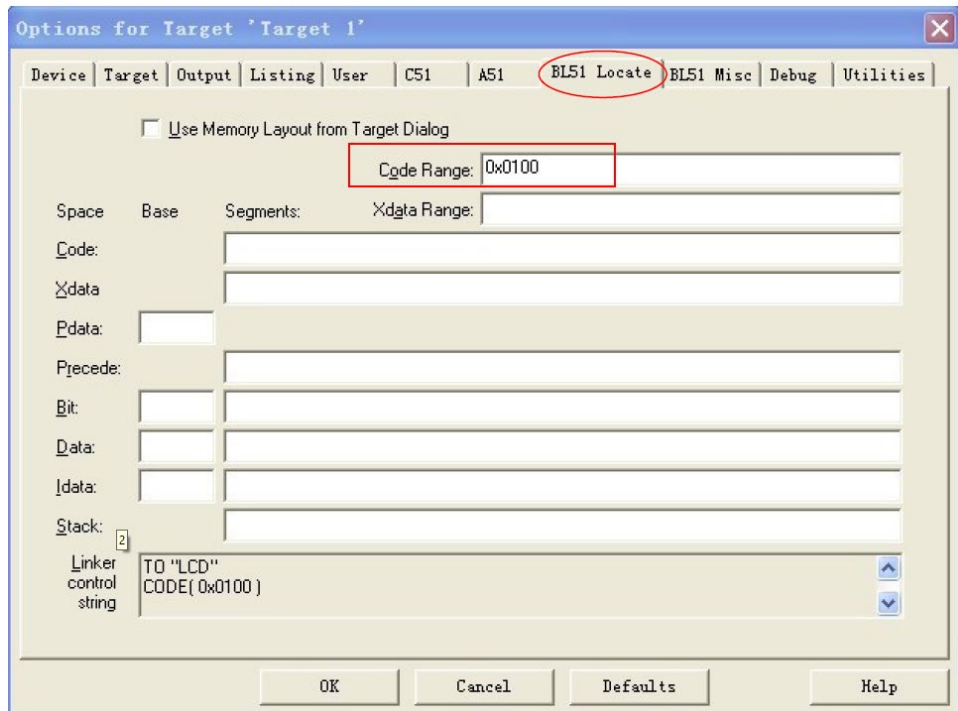 Options for Target 'Target 1'
Device Target Output Listing User C51 A51 BL51 Locate BL51 Misc Debug Utilities
Use Memory Layout from Target Dialog
Code Range: 0x0100
Space Base Segments: Xdata Range:
Code:
Xdata
Pdata:
Precede:
Bit:
Data:
Idata:
Stack:
2
Linker control string
TO "LCD"
CODE( 0x0100 )
OK Cancel Defaults Help